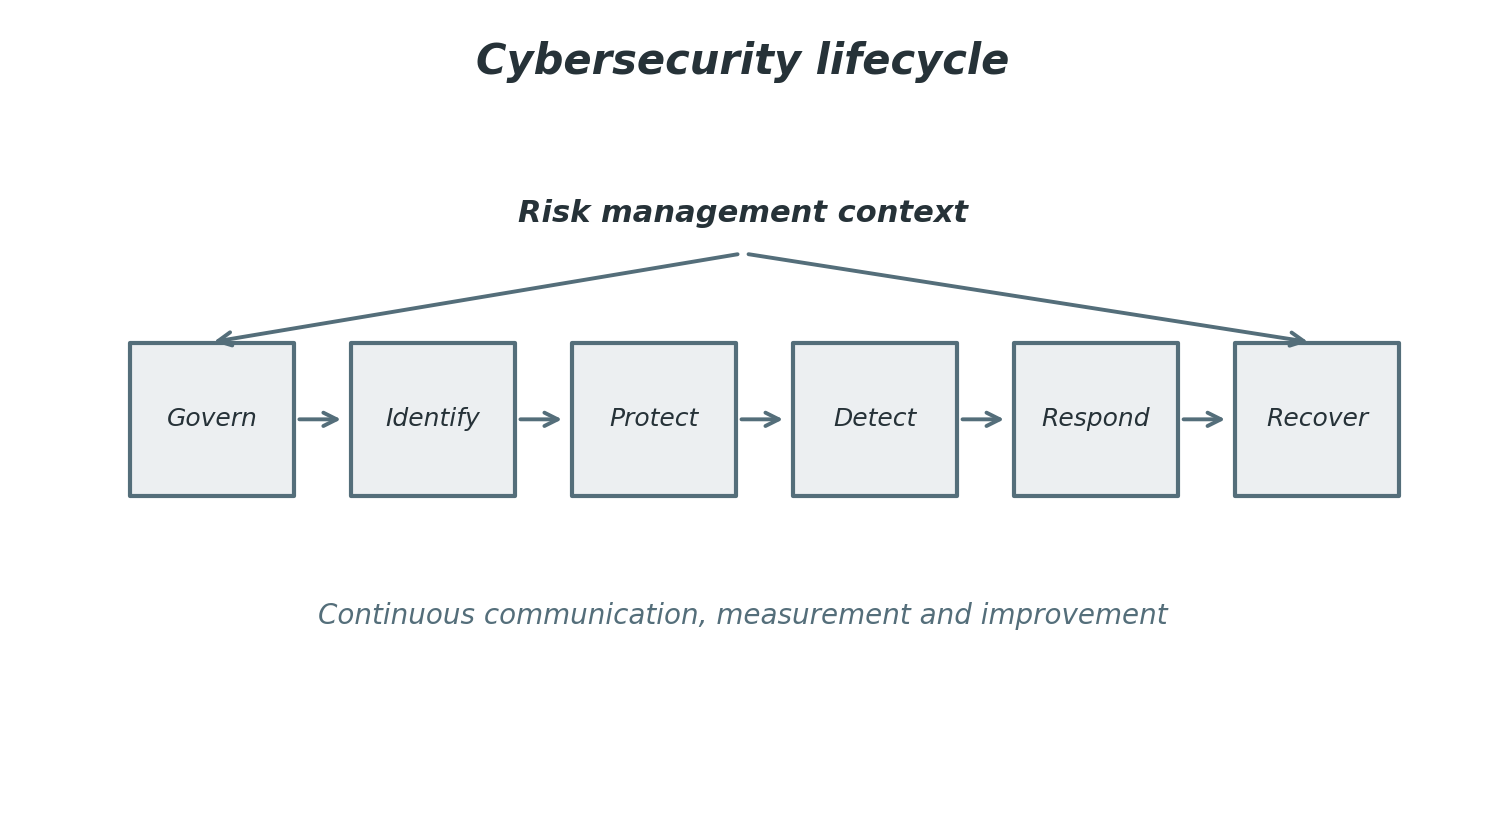 Cybersecurity lifecycle
Risk management context
Govern
Identify
Protect
Detect
Respond
Recover
Continuous communication, measurement and improvement